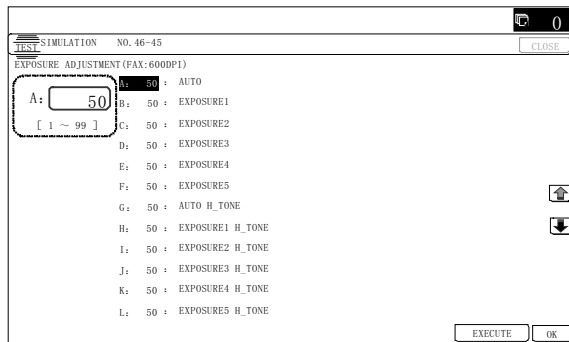 0
TEST SIMULATION NO.46-45
CLOSE
EXPOSURE ADJUSTMENT(FAX:600DPI)
A: 50
[ 1 ~ 99 ]
A: 50 : AUTO
B: 50 : EXPOSURE1
C: 50 : EXPOSURE2
D: 50 : EXPOSURE3
E: 50 : EXPOSURE4
F: 50 : EXPOSURE5
G: 50 : AUTO H_TONE
H: 50 : EXPOSURE1 H_TONE
I: 50 : EXPOSURE2 H_TONE
J: 50 : EXPOSURE3 H_TONE
K: 50 : EXPOSURE4 H_TONE
L: 50 : EXPOSURE5 H_TONE
EXECUTE OK